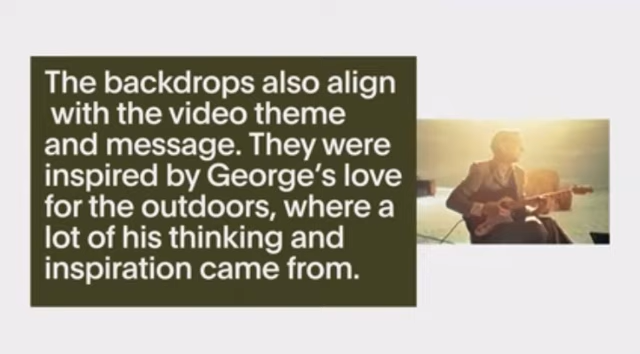 The backdrops also align
with the video theme
and message. They were
inspired by George's love
for the outdoors, where a
lot of his thinking and
inspiration came from.